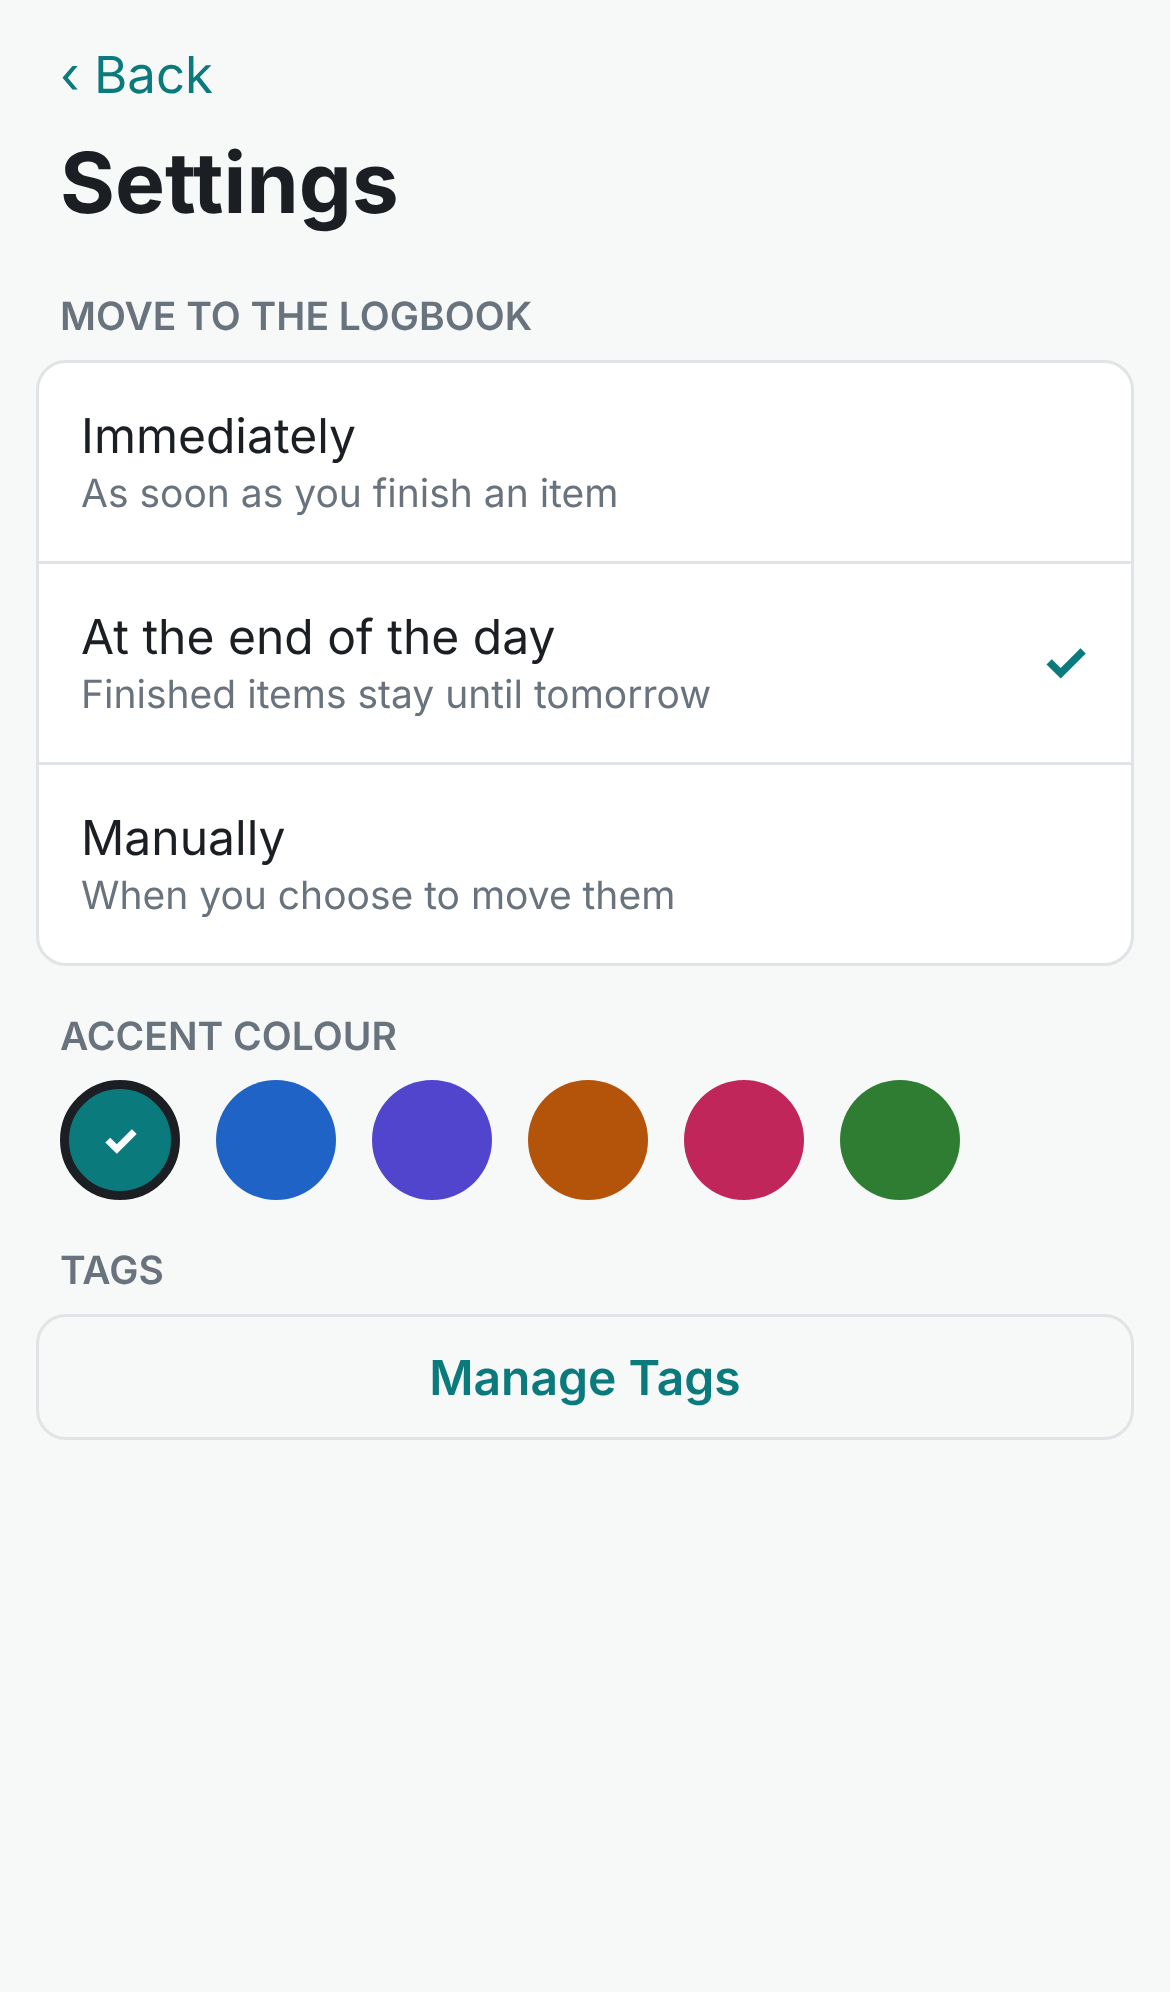 ‹ Back
Settings
MOVE TO THE LOGBOOK
Immediately
As soon as you finish an item
At the end of the day
Finished items stay until tomorrow
Manually
When you choose to move them
ACCENT COLOUR
TAGS
Manage Tags